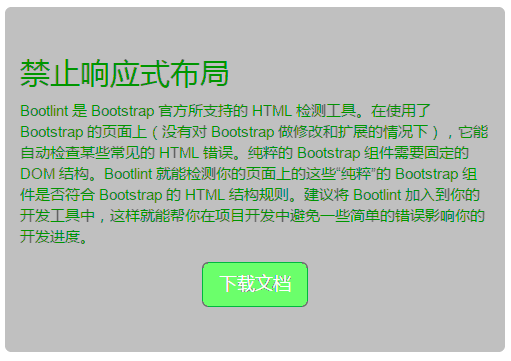 禁止响应式布局
Bootlint 是 Bootstrap 官方所支持的 HTML 检测工具。在使用了
Bootstrap 的页面上（没有对 Bootstrap 做修改和扩展的情况下），它能
自动检查某些常见的 HTML 错误。纯粹的 Bootstrap 组件需要固定的
DOM 结构。Bootlint 就能检测你的页面上的这些“纯粹”的 Bootstrap 组
件是否符合 Bootstrap 的 HTML 结构规则。建议将 Bootlint 加入到你的
开发工具中，这样就能帮你在项目开发中避免一些简单的错误影响你的
开发进度。
下载文档